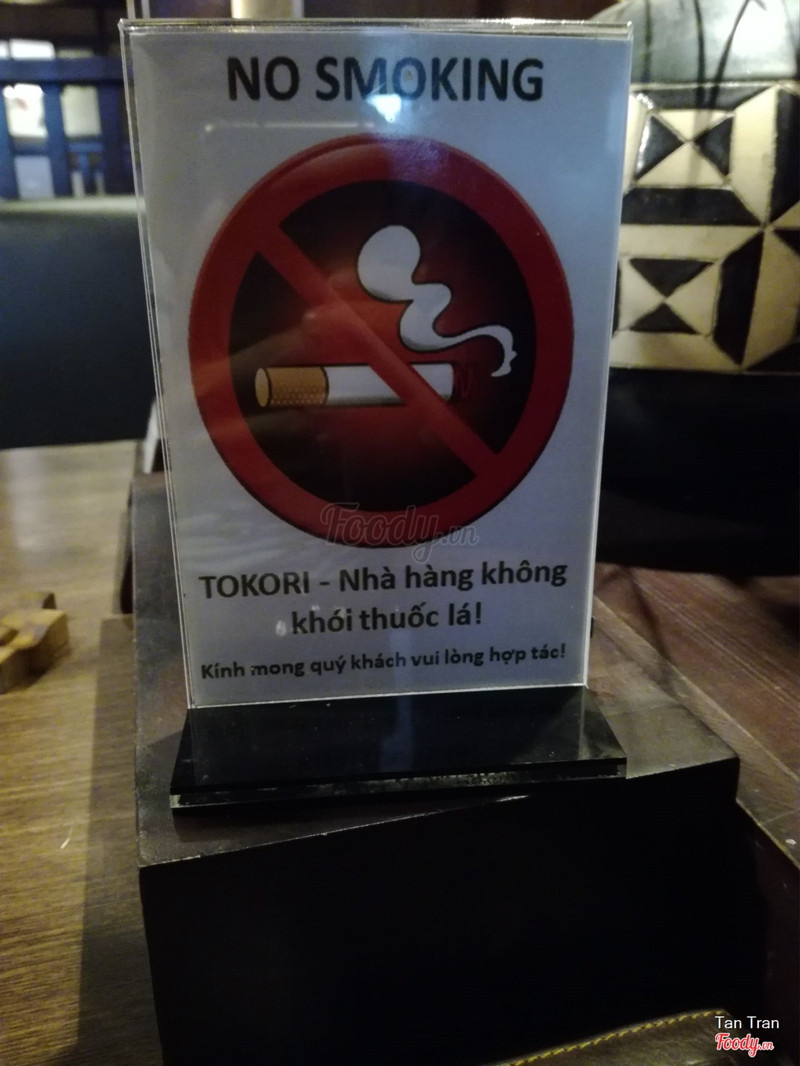 NO SMOKING
Foody.vn
TOKORI - Nhà hàng không
khói thuốc lá!
Kính mong quý khách vui lòng hợp tác!
Tan Tran
Foody.vn